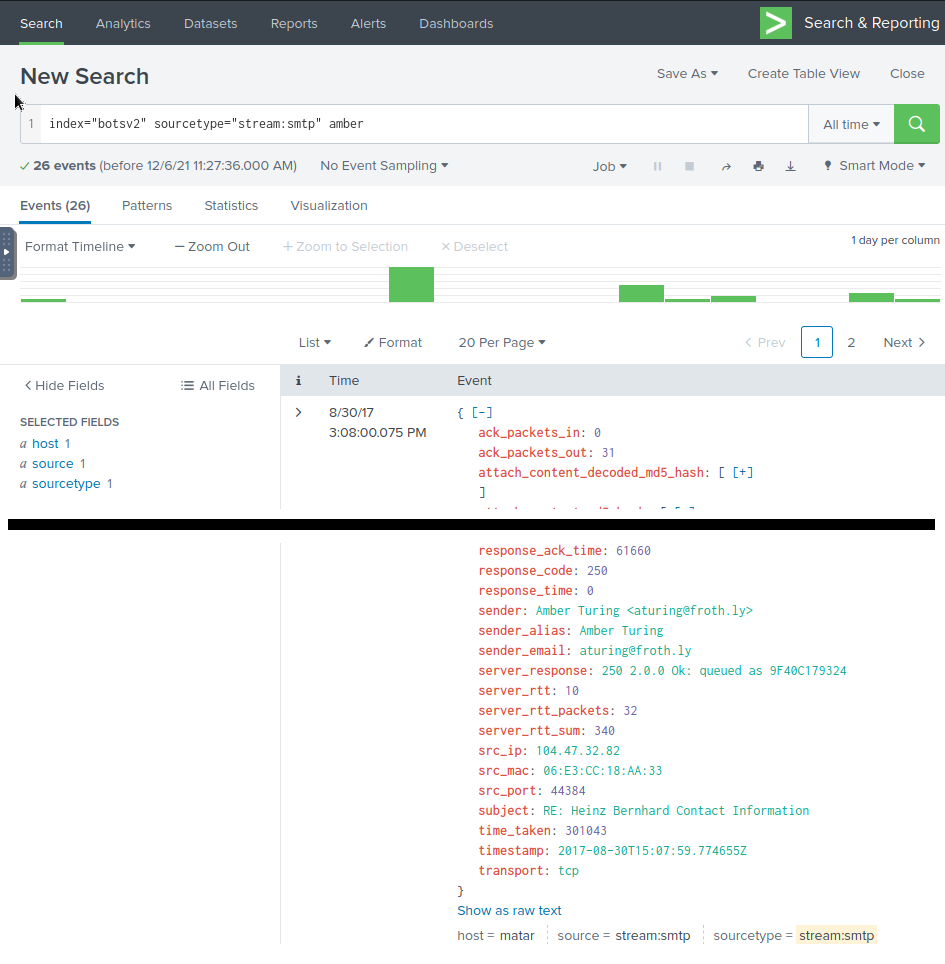 Search Analytics Datasets Reports Alerts Dashboards > Search & Reporting
New Search Save As Create Table View Close
1 index="botsv2" sourcetype="stream:smtp" amber All time
✓ 26 events (before 12/6/21 11:27:36.000 AM) No Event Sampling Job Smart Mode
Events (26) Patterns Statistics Visualization
Format Timeline — Zoom Out + Zoom to Selection × Deselect 1 day per column
List Format 20 Per Page < Prev 1 2 Next >
< Hide Fields All Fields i Time Event
SELECTED FIELDS
a host 1
a source 1
a sourcetype 1
> 8/30/17 { [-]
3:08:00.075 PM ack_packets_in: 0
ack_packets_out: 31
attach_content_decoded_md5_hash: [ [+]
]
response_ack_time: 61660
response_code: 250
response_time: 0
sender: Amber Turing <aturing@froth.ly>
sender_alias: Amber Turing
sender_email: aturing@froth.ly
server_response: 250 2.0.0 Ok: queued as 9F40C179324
server_rtt: 10
server_rtt_packets: 32
server_rtt_sum: 340
src_ip: 104.47.32.82
src_mac: 06:E3:CC:18:AA:33
src_port: 44384
subject: RE: Heinz Bernhard Contact Information
time_taken: 301043
timestamp: 2017-08-30T15:07:59.774655Z
transport: tcp
}
Show as raw text
host = matar source = stream:smtp sourcetype = stream:smtp